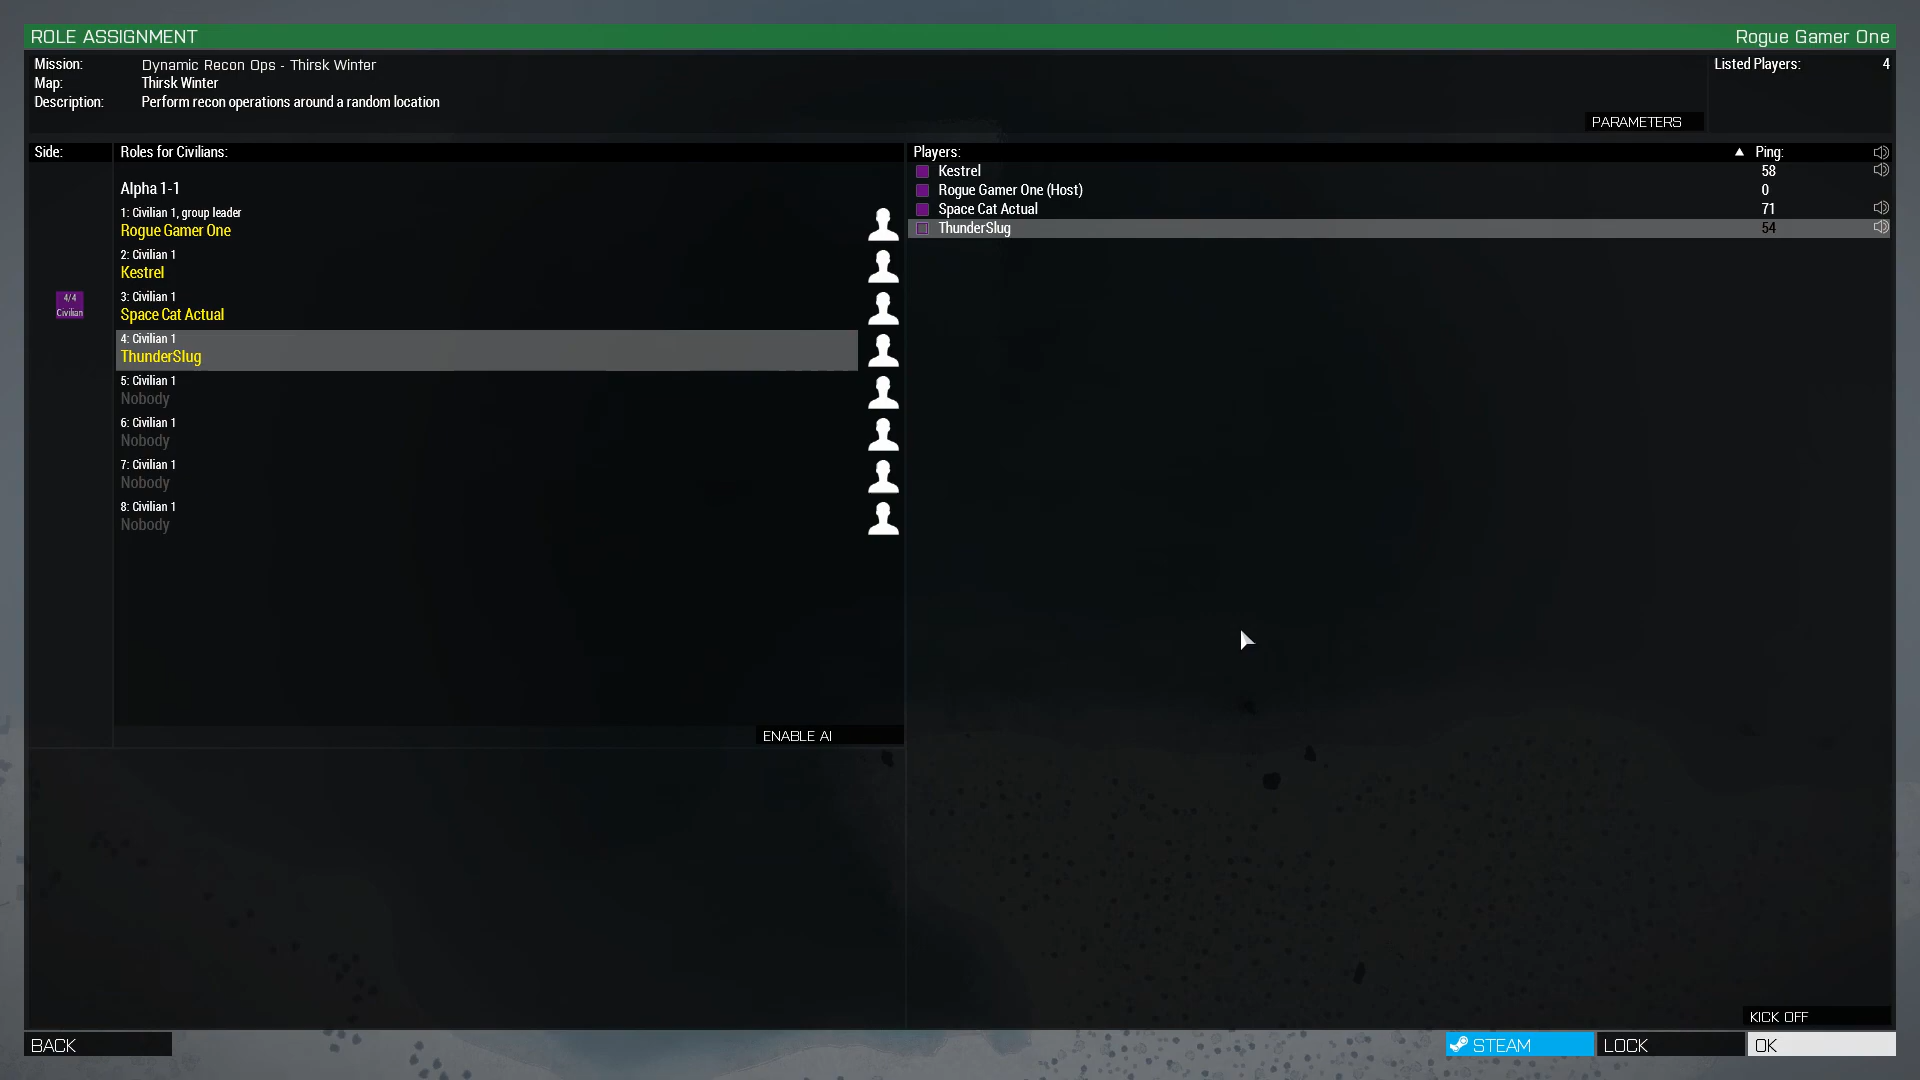 ROLE ASSIGNMENT
Rogue Gamer One
Mission: Dynamic Recon Ops - Thirsk Winter
Map: Thirsk Winter
Description: Perform recon operations around a random location
Listed Players: 4
PARAMETERS
Side:
4/4
Civilian
Roles for Civilians:
Alpha 1-1
1: Civilian 1, group leader
Rogue Gamer One
2: Civilian 1
Kestrel
3: Civilian 1
Space Cat Actual
4: Civilian 1
ThunderSlug
5: Civilian 1
Nobody
6: Civilian 1
Nobody
7: Civilian 1
Nobody
8: Civilian 1
Nobody
ENABLE AI
Players: Ping:
Kestrel 58
Rogue Gamer One (Host) 0
Space Cat Actual 71
ThunderSlug 54
KICK OFF
BACK
STEAM
LOCK
OK